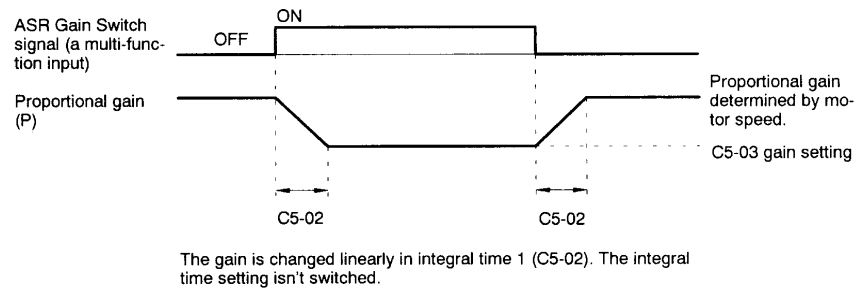 ON
ASR Gain Switch
signal (a multi-func-
tion input)
OFF
Proportional gain
(P)
Proportional gain
determined by mo-
tor speed.
C5-03 gain setting
C5-02
C5-02
The gain is changed linearly in integral time 1 (C5-02). The integral
time setting isn't switched.